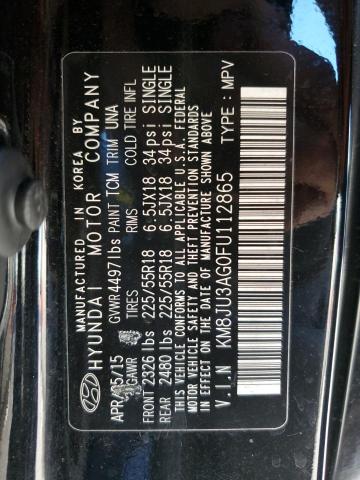 MANUFACTURED IN KOREA BY
HYUNDAI MOTOR COMPANY
APR/05/15 GVWR4497lbs PAINT TCM TRIM UNA
GAWR TIRES RIMS COLD TIRE INFL
FRONT 2326 lbs 225/55R18 6.5JX18 34psi SINGLE
REAR 2480 lbs 225/55R18 6.5JX18 34psi SINGLE
THIS VEHICLE CONFORMS TO ALL APPLICABLE U.S.A. FEDERAL
MOTOR VEHICLE SAFETY, BUMPER, AND THEFT PREVENTION STANDARDS
IN EFFECT ON THE DATE OF MANUFACTURE SHOWN ABOVE.
V.I.N KM8JU3AG0FU112865 TYPE: MPV